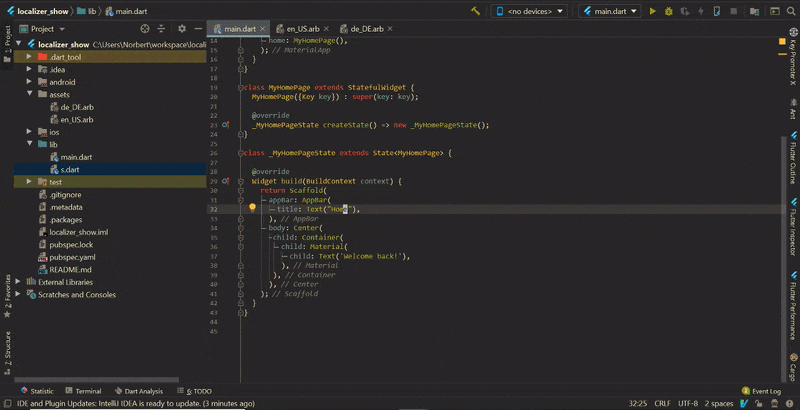 localizer_show
lib
main.dart
<no devices>
main.dart
Project
main.dart
en_US.arb
de_DE.arb
1: Project
localizer_show C:\Users\Norbert\workspace\locali
.dart_tool
.idea
android
assets
de_DE.arb
en_US.arb
ios
lib
main.dart
s.dart
test
.gitignore
.metadata
.packages
localizer_show.iml
pubspec.lock
pubspec.yaml
README.md
External Libraries
Scratches and Consoles
2: Favorites
Z: Structure
14 home: MyHomePage(),
15 ); // MaterialApp
16 }
17 }
18
19 class MyHomePage extends StatefulWidget {
20 MyHomePage({Key key}) : super(key: key);
21
22 @override
23 _MyHomePageState createState() => new _MyHomePageState();
24 }
25
26 class _MyHomePageState extends State<MyHomePage> {
27
28 @override
29 Widget build(BuildContext context) {
30 return Scaffold(
31 appBar: AppBar(
32 title: Text("Home"),
33 ), // AppBar
34 body: Center(
35 child: Container(
36 child: Material(
37 child: Text('Welcome back!'),
38 ), // Material
39 ), // Container
40 ), // Center
41 ); // Scaffold
42 }
43 }
44
45
Key Promoter X
Ant
Flutter Outline
Flutter Inspector
Flutter Performance
Cargo
Statistic
Terminal
Dart Analysis
6: TODO
Event Log
IDE and Plugin Updates: IntelliJ IDEA is ready to update. (3 minutes ago)
32:25 CRLF UTF-8 2 spaces